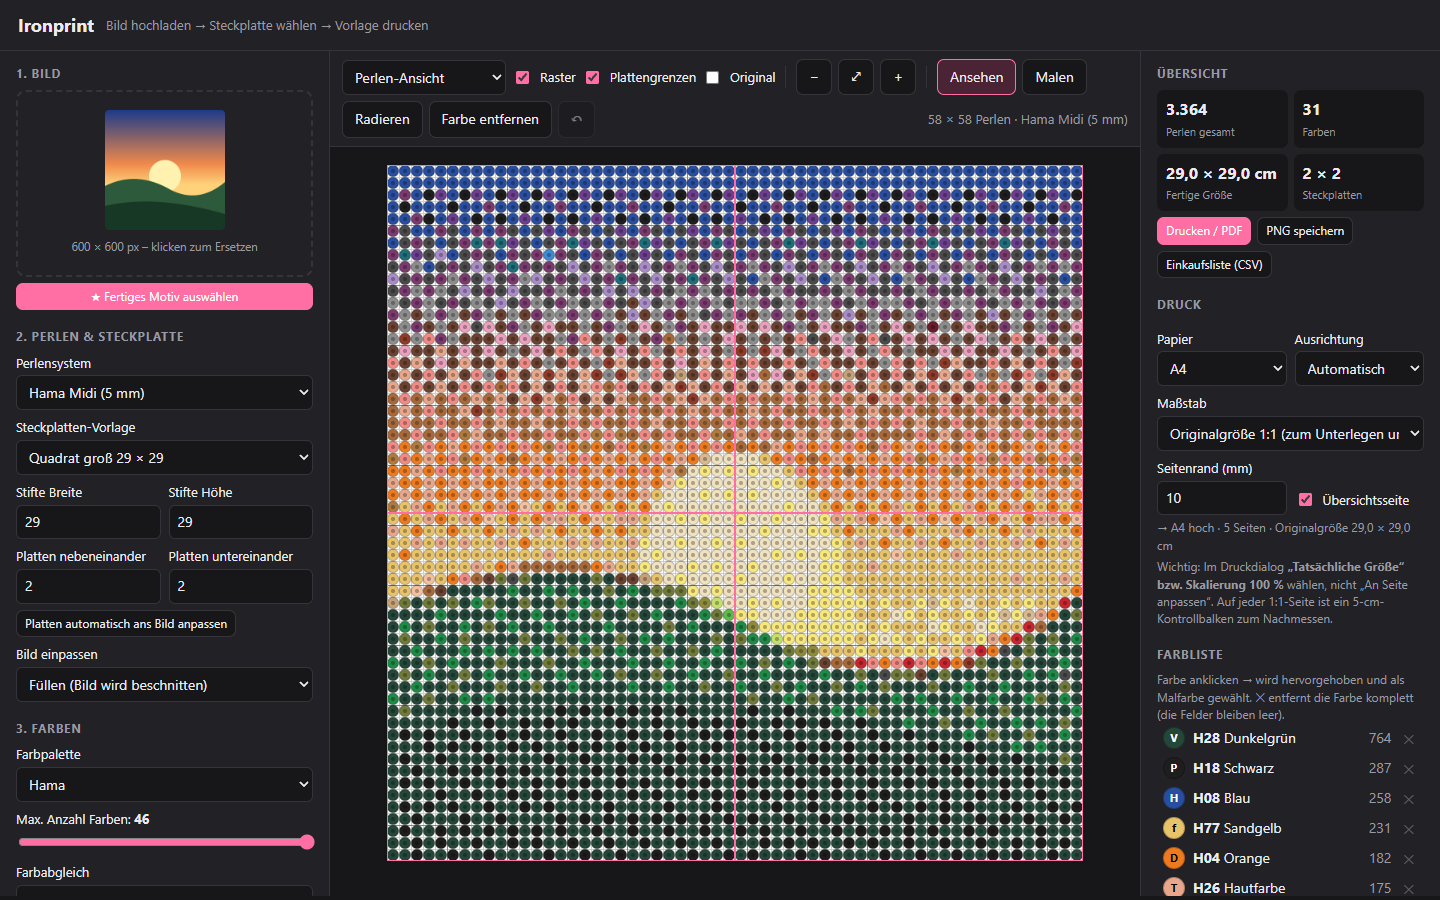 Ironprint Bild hochladen → Steckplatte wählen → Vorlage drucken
1. BILD
600 × 600 px – klicken zum Ersetzen
★ Fertiges Motiv auswählen
2. PERLEN & STECKPLATTE
Perlensystem
Hama Midi (5 mm)
Steckplatten-Vorlage
Quadrat groß 29 × 29
Stifte Breite Stifte Höhe
29 29
Platten nebeneinander Platten untereinander
2 2
Platten automatisch ans Bild anpassen
Bild einpassen
Füllen (Bild wird beschnitten)
3. FARBEN
Farbpalette
Hama
Max. Anzahl Farben: 46
Farbabgleich
Perlen-Ansicht Raster Plattengrenzen Original − ⤢ + Ansehen Malen
Radieren Farbe entfernen ↶ 58 × 58 Perlen · Hama Midi (5 mm)
ÜBERSICHT
3.364 31
Perlen gesamt Farben
29,0 × 29,0 cm 2 × 2
Fertige Größe Steckplatten
Drucken / PDF PNG speichern
Einkaufsliste (CSV)
DRUCK
Papier Ausrichtung
A4 Automatisch
Maßstab
Originalgröße 1:1 (zum Unterlegen ur
Seitenrand (mm)
10 Übersichtsseite
→ A4 hoch · 5 Seiten · Originalgröße 29,0 × 29,0
cm
Wichtig: Im Druckdialog „Tatsächliche Größe“
bzw. Skalierung 100 % wählen, nicht „An Seite
anpassen“. Auf jeder 1:1-Seite ist ein 5-cm-
Kontrollbalken zum Nachmessen.
FARBLISTE
Farbe anklicken → wird hervorgehoben und als
Malfarbe gewählt. ✕ entfernt die Farbe komplett
(die Felder bleiben leer).
V H28 Dunkelgrün 764 ✕
P H18 Schwarz 287 ✕
H H08 Blau 258 ✕
f H77 Sandgelb 231 ✕
D H04 Orange 182 ✕
T H26 Hautfarbe 175 ✕